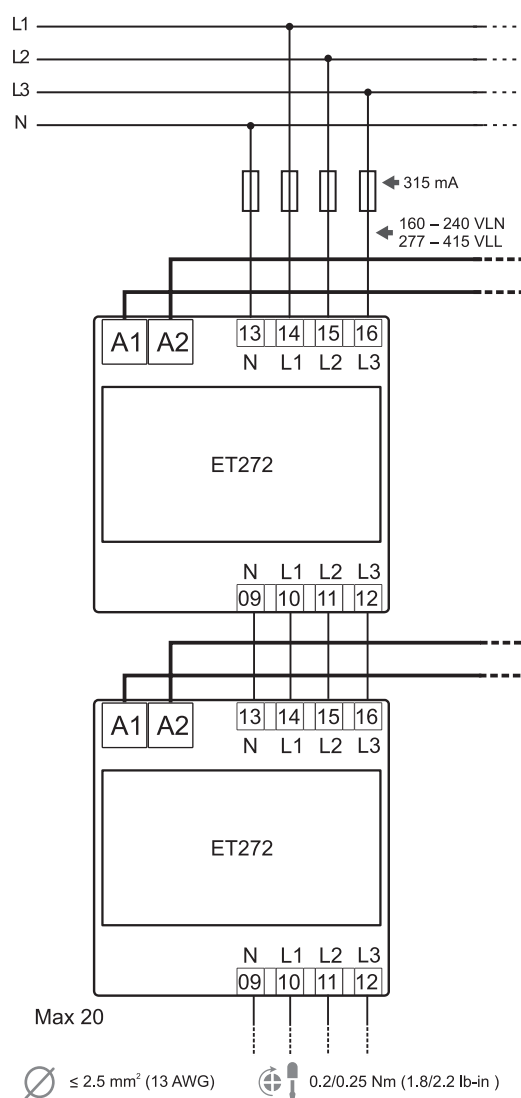 L1
L2
L3
N
315 mA
160 – 240 VLN
277 – 415 VLL
A1 A2 13 14 15 16
N L1 L2 L3
ET272
N L1 L2 L3
09 10 11 12
A1 A2 13 14 15 16
N L1 L2 L3
ET272
N L1 L2 L3
09 10 11 12
Max 20
≤ 2.5 mm² (13 AWG) 0.2/0.25 Nm (1.8/2.2 lb-in )